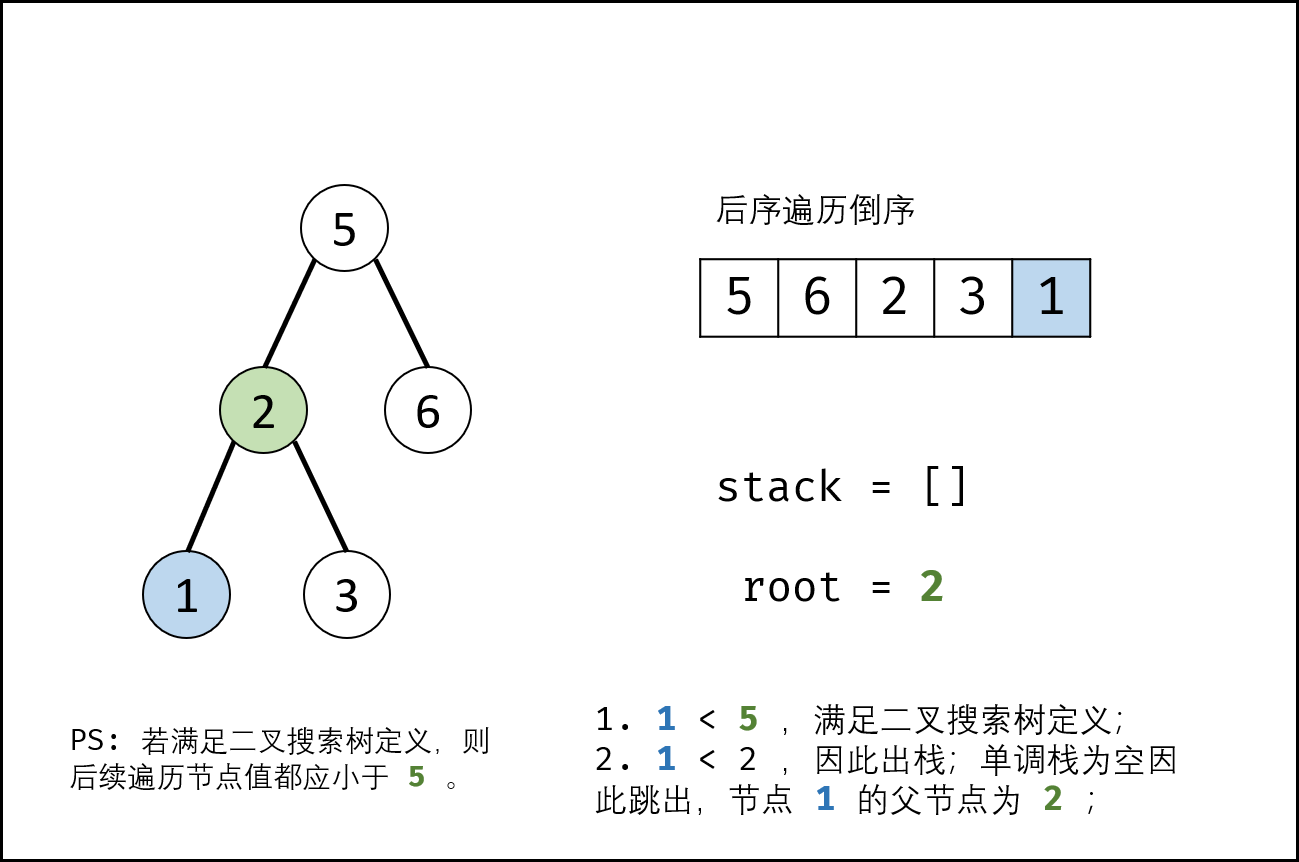 5
后序遍历倒序
5 6 2 3 1
2
6
stack = []
1
3
root = 2
PS: 若满足二叉搜索树定义, 则
后续遍历节点值都应小于 5 。
1. 1 < 5 , 满足二叉搜索树定义;
2. 1 < 2 , 因此出栈; 单调栈为空因
此跳出, 节点 1 的父节点为 2 ;